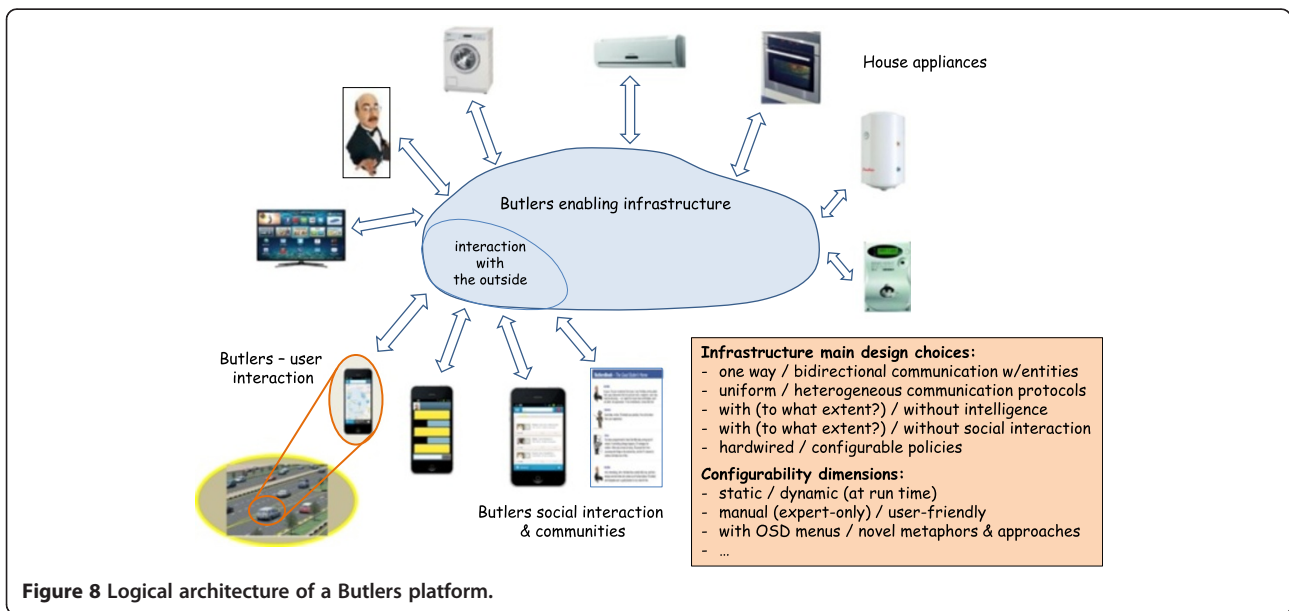 House appliances
Butlers enabling infrastructure
interaction
with
the outside
Butlers – user
interaction
Butlers social interaction
& communities
Infrastructure main design choices:
- one way / bidirectional communication w/entities
- uniform / heterogeneous communication protocols
- with (to what extent?) / without intelligence
- with (to what extent?) / without social interaction
- hardwired / configurable policies
Configurability dimensions:
- static / dynamic (at run time)
- manual (expert-only) / user-friendly
- with OSD menus / novel metaphors & approaches
- …
Figure 8 Logical architecture of a Butlers platform.